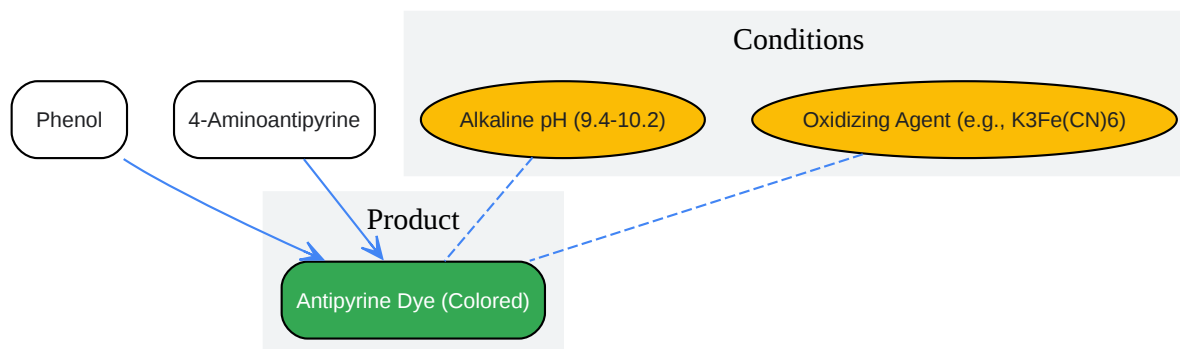 Conditions
Phenol
4-Aminoantipyrine
Alkaline pH (9.4-10.2)
Oxidizing Agent (e.g., K3Fe(CN)6)
Product
Antipyrine Dye (Colored)